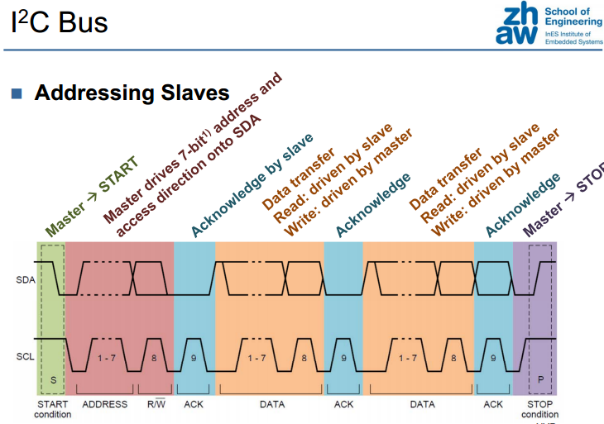 I²C Bus
zh
aw
School of
Engineering
InES Institute of
Embedded Systems
Addressing Slaves
Master → START
Master drives 7-bit¹⁾ address and
access direction onto SDA
Acknowledge by slave
Data transfer
Read: driven by slave
Write: driven by master
Acknowledge
Data transfer
Read: driven by slave
Write: driven by master
Acknowledge
Master → STOP
SDA
SCL
S
1 - 7
8
9
1 - 7
8
9
1 - 7
8
9
P
START
condition
ADDRESS
R/W̅
ACK
DATA
ACK
DATA
ACK
STOP
condition